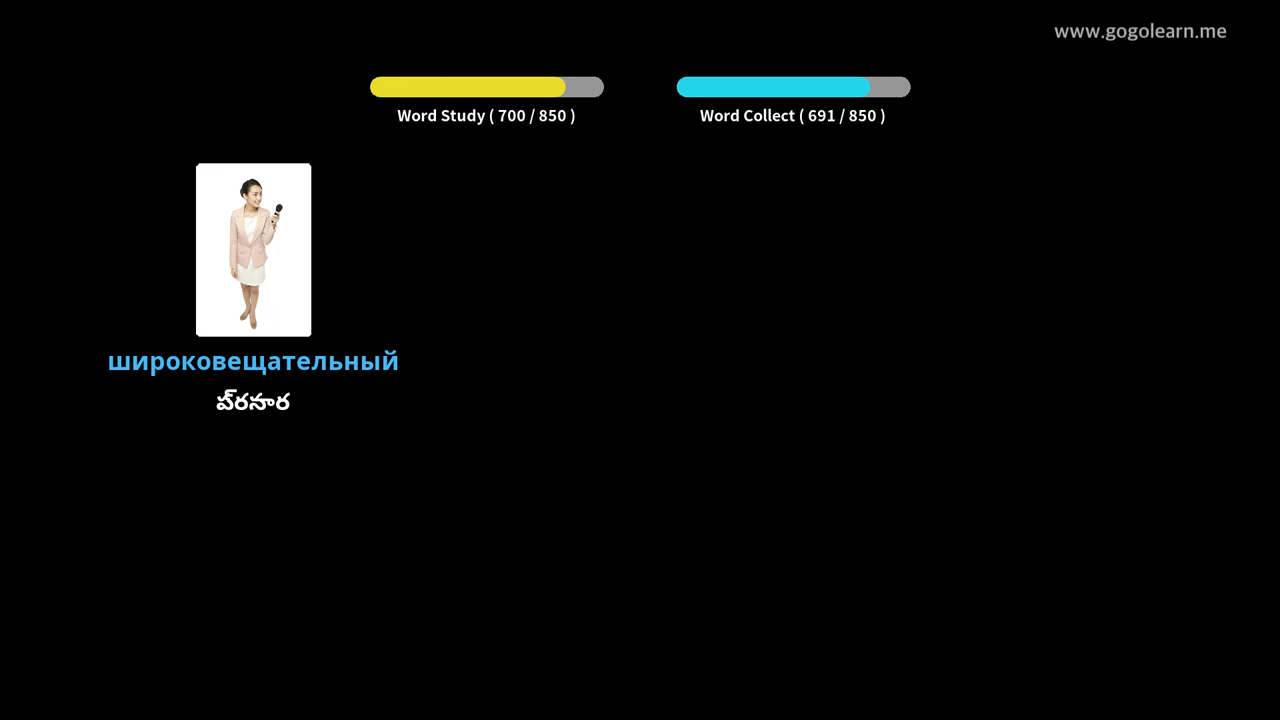 www.gogolearn.me
Word Study ( 700 / 850 )
Word Collect ( 691 / 850 )
широковещательный
ప్రసార